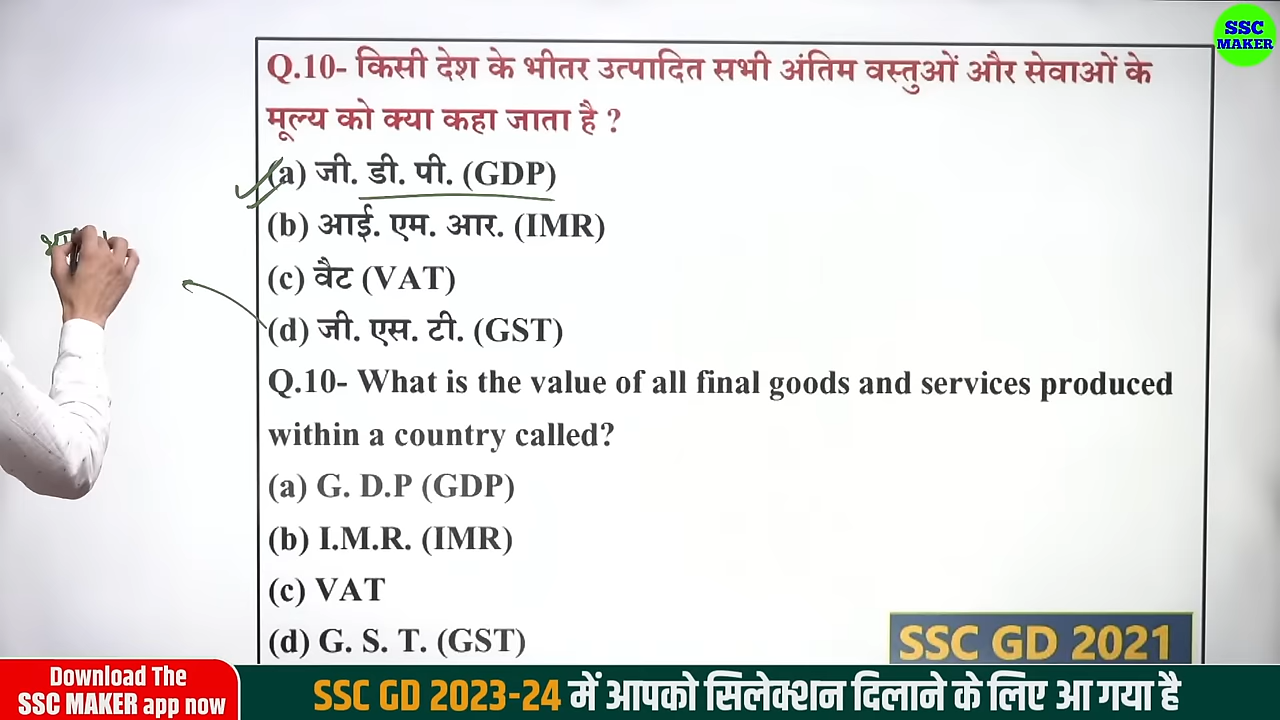 SSC
MAKER
Q.10- किसी देश के भीतर उत्पादित सभी अंतिम वस्तुओं और सेवाओं के
मूल्य को क्या कहा जाता है ?
(a) जी. डी. पी. (GDP)
(b) आई. एम. आर. (IMR)
(c) वैट (VAT)
(d) जी. एस. टी. (GST)
Q.10- What is the value of all final goods and services produced
within a country called?
(a) G. D.P (GDP)
(b) I.M.R. (IMR)
(c) VAT
(d) G. S. T. (GST)
SSC GD 2021
Download The
SSC MAKER app now
SSC GD 2023-24 में आपको सिलेक्शन दिलाने के लिए आ गया है